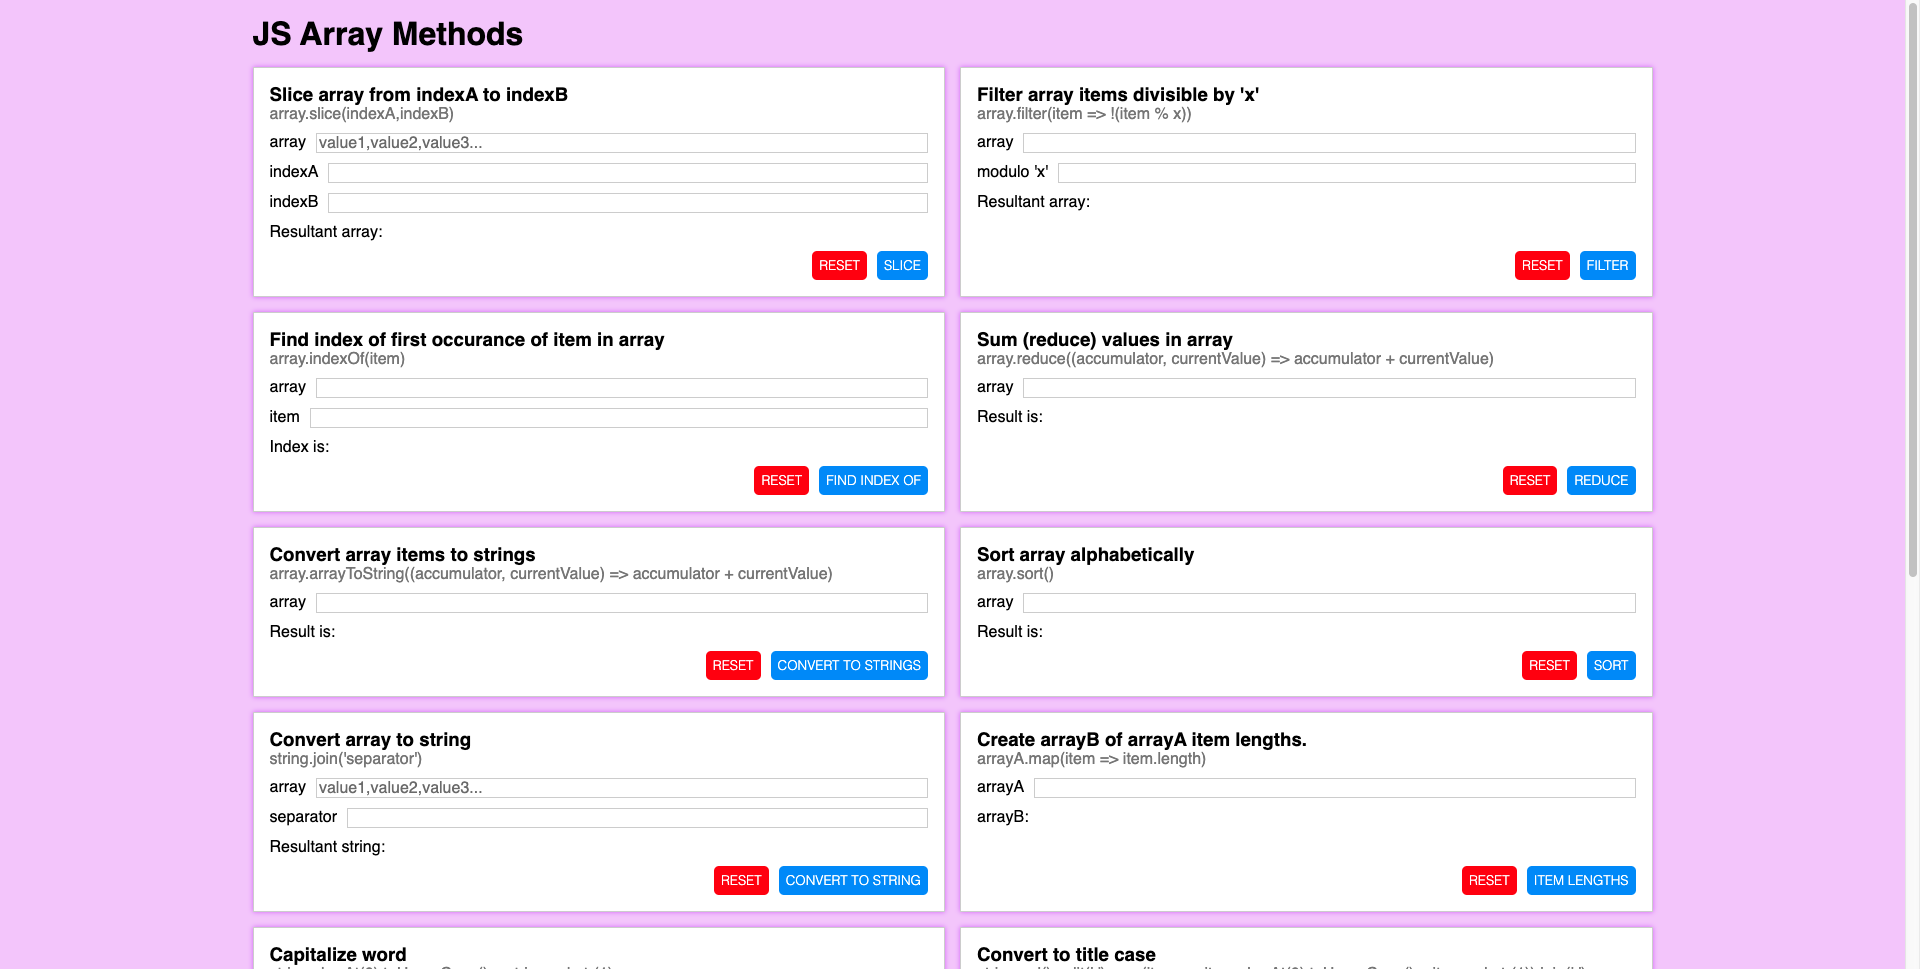 JS Array Methods
Slice array from indexA to indexB
array.slice(indexA,indexB)
array value1,value2,value3...
indexA
indexB
Resultant array:
RESET SLICE
Filter array items divisible by 'x'
array.filter(item => !(item % x))
array
modulo 'x'
Resultant array:
RESET FILTER
Find index of first occurance of item in array
array.indexOf(item)
array
item
Index is:
RESET FIND INDEX OF
Sum (reduce) values in array
array.reduce((accumulator, currentValue) => accumulator + currentValue)
array
Result is:
RESET REDUCE
Convert array items to strings
array.arrayToString((accumulator, currentValue) => accumulator + currentValue)
array
Result is:
RESET CONVERT TO STRINGS
Sort array alphabetically
array.sort()
array
Result is:
RESET SORT
Convert array to string
string.join('separator')
array value1,value2,value3...
separator
Resultant string:
RESET CONVERT TO STRING
Create arrayB of arrayA item lengths.
arrayA.map(item => item.length)
arrayA
arrayB:
RESET ITEM LENGTHS
Capitalize word
Convert to title case